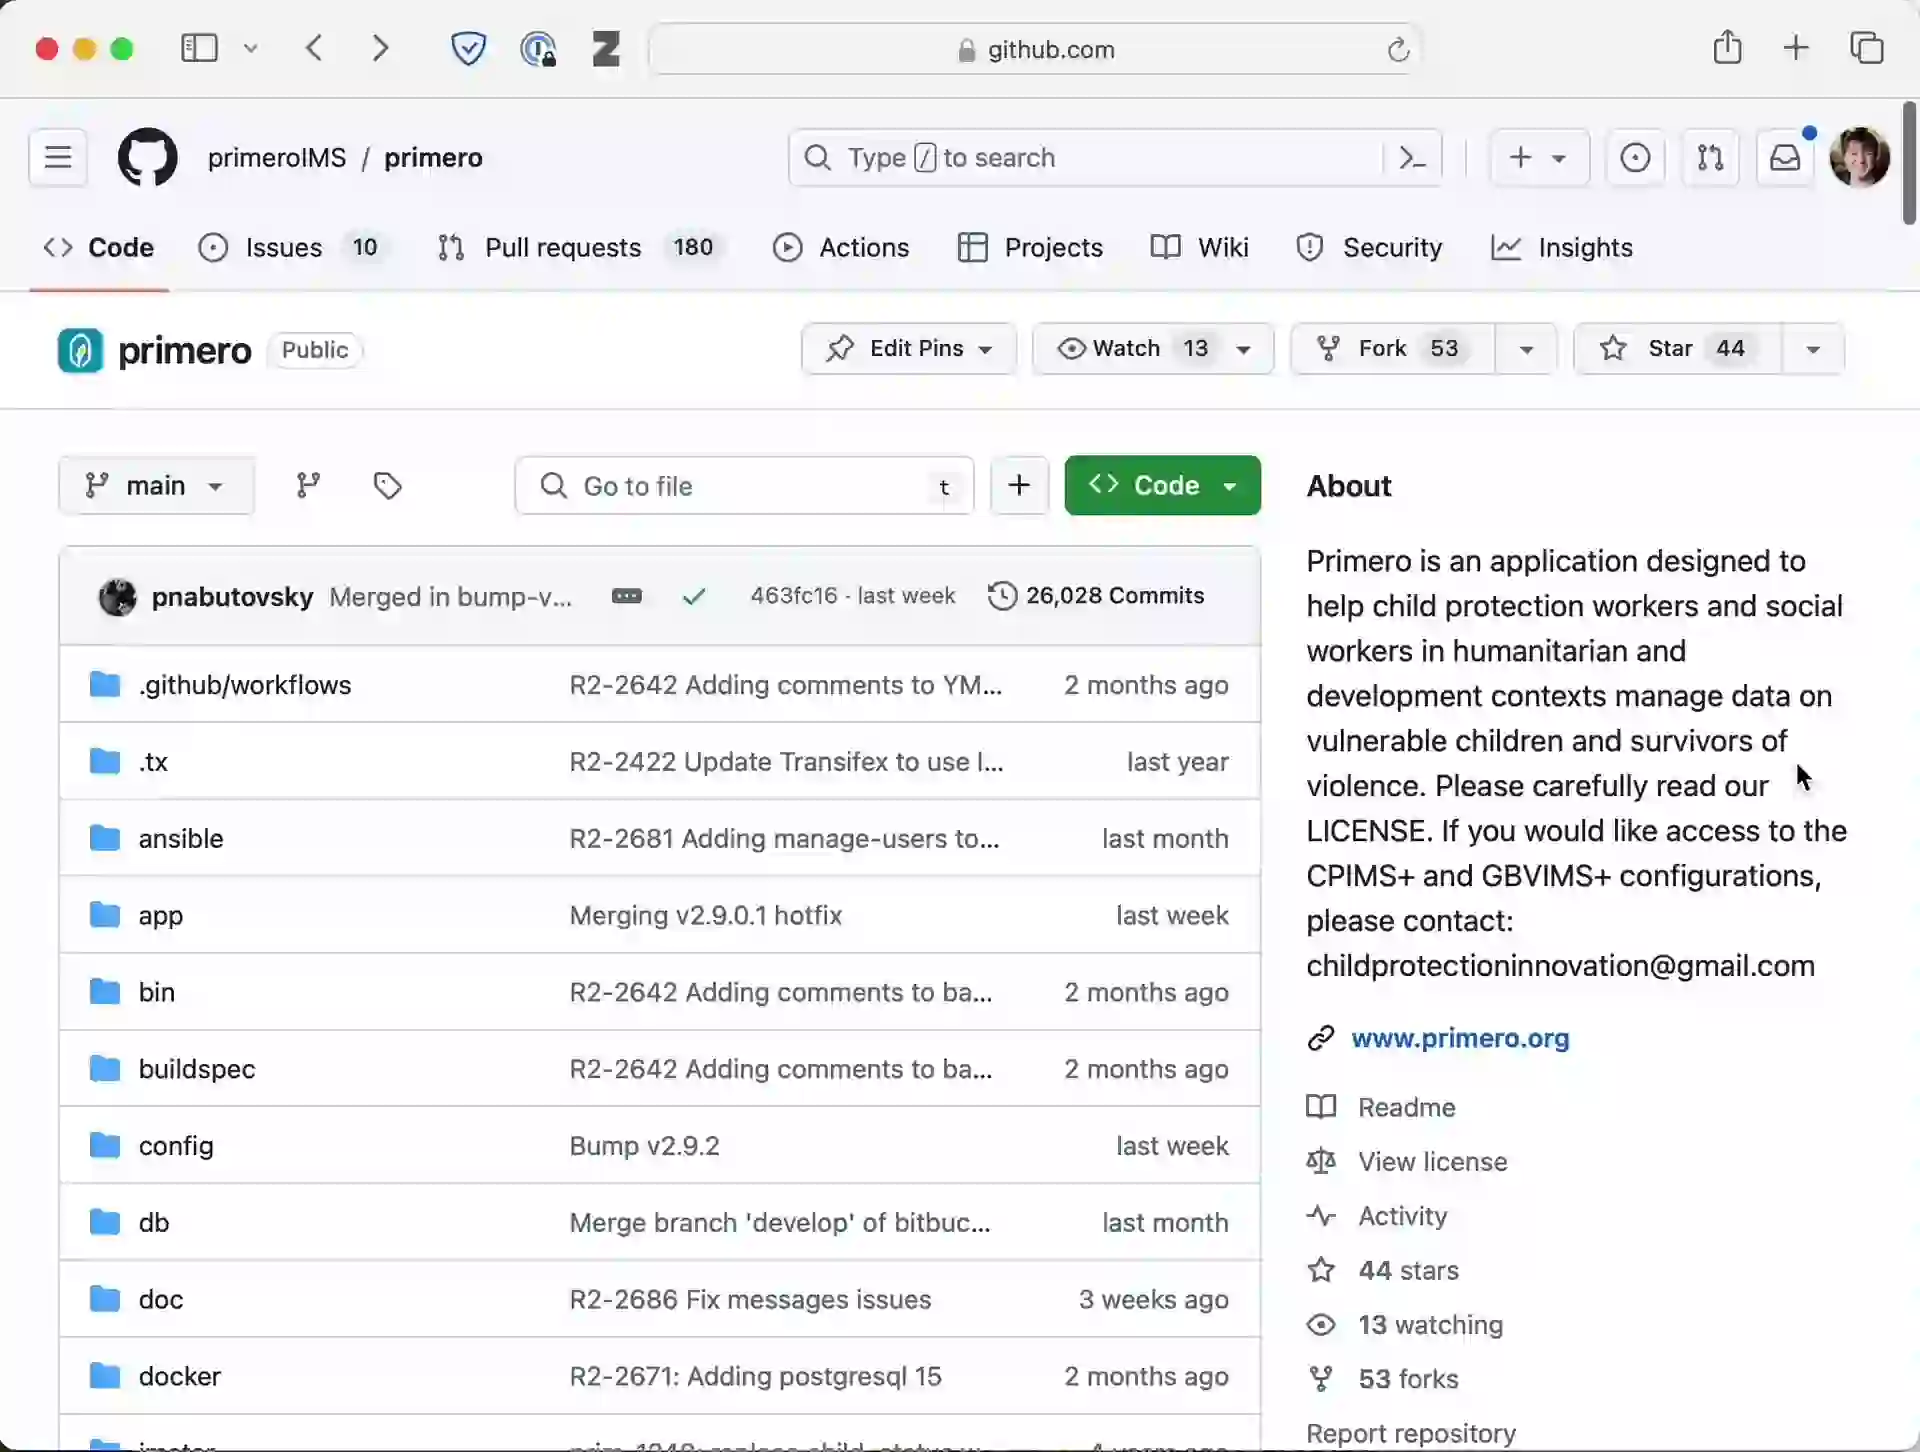 github.com
primeroIMS / primero
Type / to search
Code
Issues 10
Pull requests 180
Actions
Projects
Wiki
Security
Insights
primero Public
Edit Pins
Watch 13
Fork 53
Star 44
main
Go to file t
Code
pnabutovsky Merged in bump-v... 463fc16 · last week 26,028 Commits
.github/workflows R2-2642 Adding comments to YM... 2 months ago
.tx R2-2422 Update Transifex to use l... last year
ansible R2-2681 Adding manage-users to... last month
app Merging v2.9.0.1 hotfix last week
bin R2-2642 Adding comments to ba... 2 months ago
buildspec R2-2642 Adding comments to ba... 2 months ago
config Bump v2.9.2 last week
db Merge branch 'develop' of bitbuc... last month
doc R2-2686 Fix messages issues 3 weeks ago
docker R2-2671: Adding postgresql 15 2 months ago
About
Primero is an application designed to
help child protection workers and social
workers in humanitarian and
development contexts manage data on
vulnerable children and survivors of
violence. Please carefully read our
LICENSE. If you would like access to the
CPIMS+ and GBVIMS+ configurations,
please contact:
childprotectioninnovation@gmail.com
www.primero.org
Readme
View license
Activity
44 stars
13 watching
53 forks
Report repository